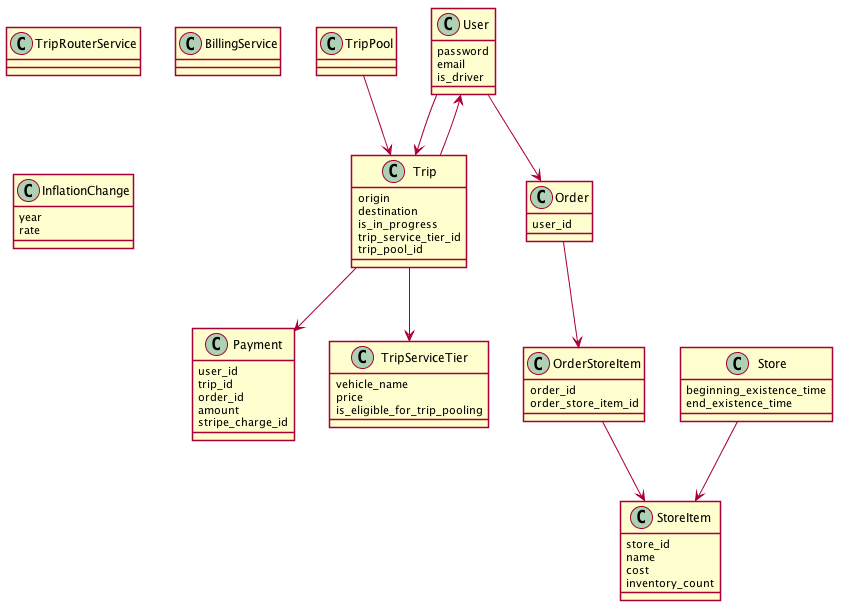 C TripRouterService
C BillingService
C TripPool
C User
password
email
is_driver
C InflationChange
year
rate
C Trip
origin
destination
is_in_progress
trip_service_tier_id
trip_pool_id
C Order
user_id
C Payment
user_id
trip_id
order_id
amount
stripe_charge_id
C TripServiceTier
vehicle_name
price
is_eligible_for_trip_pooling
C OrderStoreItem
order_id
order_store_item_id
C Store
beginning_existence_time
end_existence_time
C StoreItem
store_id
name
cost
inventory_count